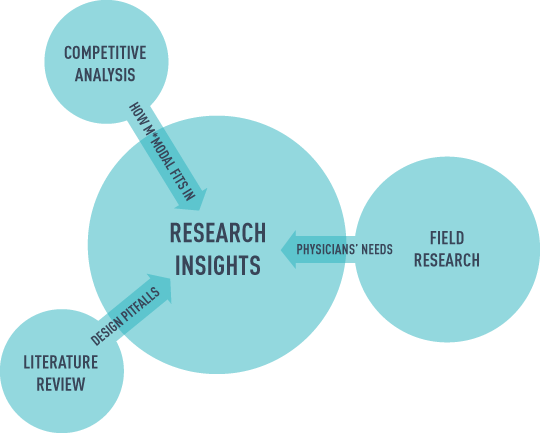 COMPETITIVE
ANALYSIS
HOW M*MODAL FITS IN
RESEARCH
INSIGHTS
PHYSICIANS' NEEDS
FIELD
RESEARCH
DESIGN PITFALLS
LITERATURE
REVIEW